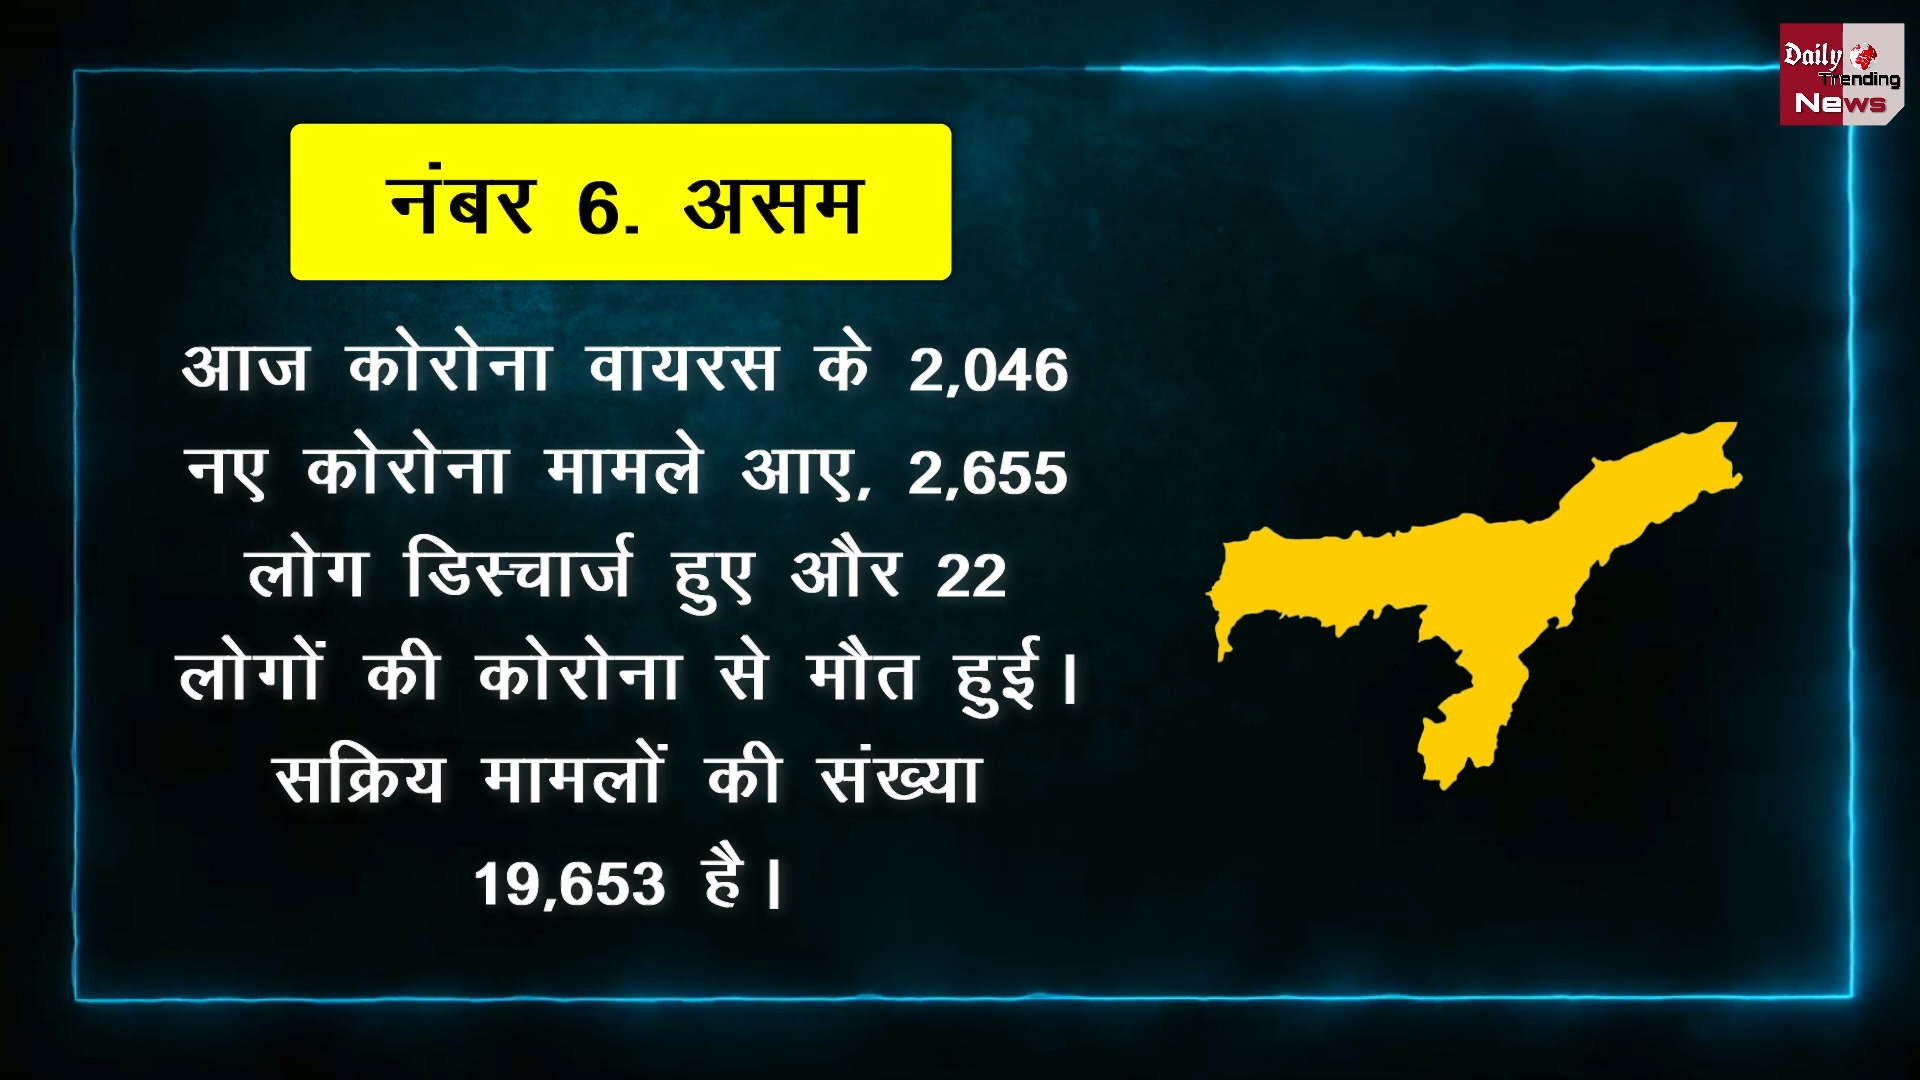 Daily
Trending
News
नंबर 6. असम
आज कोरोना वायरस के 2,046
नए कोरोना मामले आए, 2,655
लोग डिस्चार्ज हुए और 22
लोगों की कोरोना से मौत हुई।
सक्रिय मामलों की संख्या
19,653 है।